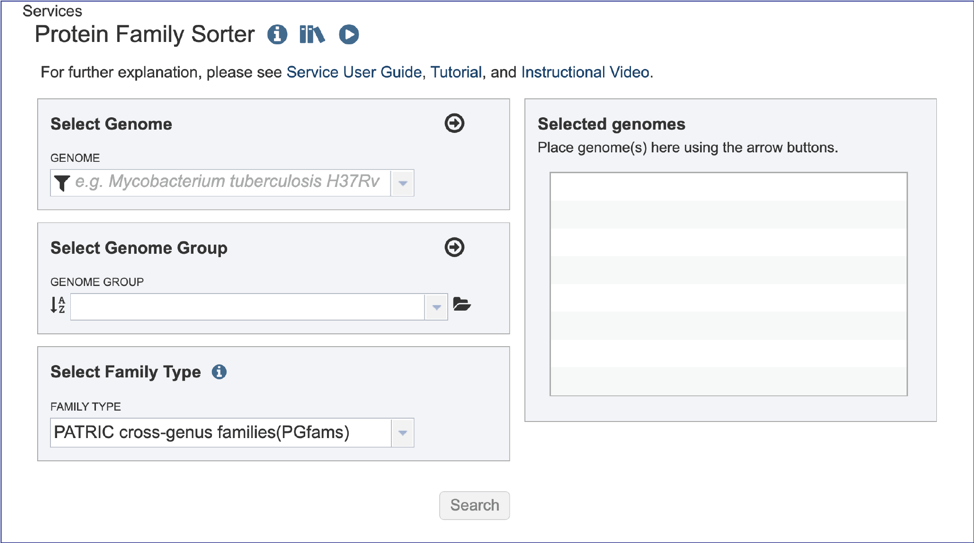 Services
Protein Family Sorter
For further explanation, please see Service User Guide, Tutorial, and Instructional Video.
Select Genome
GENOME
e.g. Mycobacterium tuberculosis H37Rv
Select Genome Group
GENOME GROUP
A
Z
Select Family Type
FAMILY TYPE
PATRIC cross-genus families(PGfams)
Selected genomes
Place genome(s) here using the arrow buttons.
Search